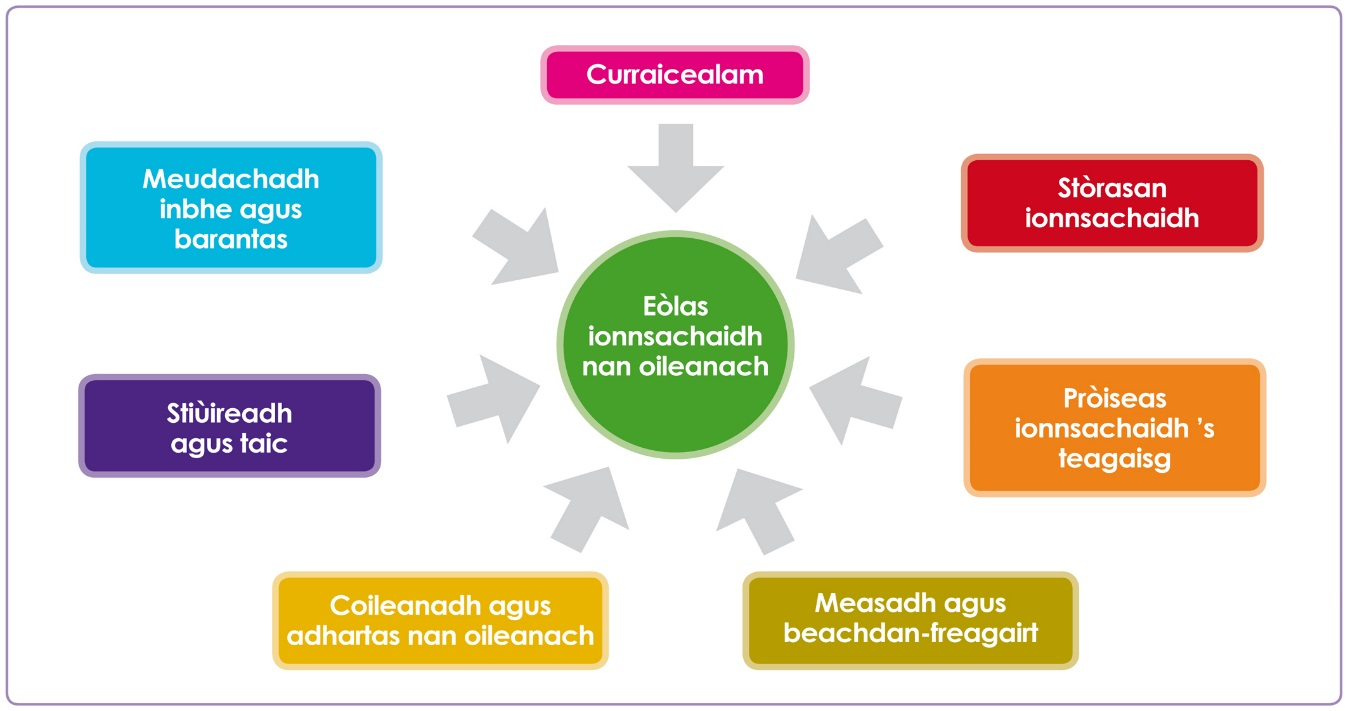 Curraicealam
Meudachadh
inbhe agus
barantas
Stòrasan
ionnsachaidh
Eòlas
ionnsachaidh
nan oileanach
Stiùireadh
agus taic
Pròiseas
ionnsachaidh ’s
teagaisg
Coileanadh agus
adhartas nan oileanach
Measadh agus
beachdan-freagairt